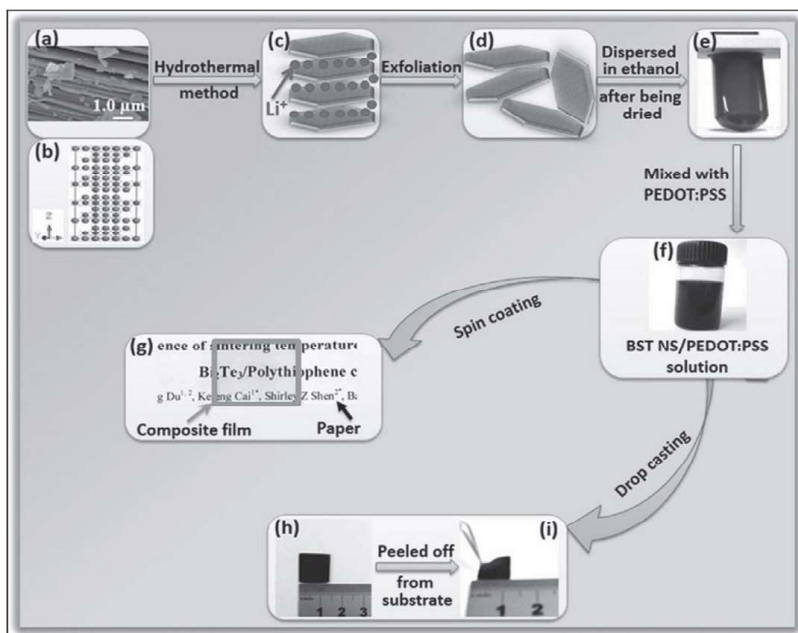 (a)
1.0 μm
(b)
Z
Y
Hydrothermal
method
(c)
Li⁺
Exfoliation
(d)
Dispersed
in ethanol
after being
dried
(e)
Mixed with
PEDOT:PSS
(f)
BST NS/PEDOT:PSS
solution
Spin coating
(g)
ence of sintering temperature
Bi₂Te₃/Polythiophene c
g Du¹,², Kefeng Cai¹*, Shirley Z Shen²*, Ba
Composite film
Paper
Drop casting
(h)
1 2 3
Peeled off
from
substrate
(i)
1 2